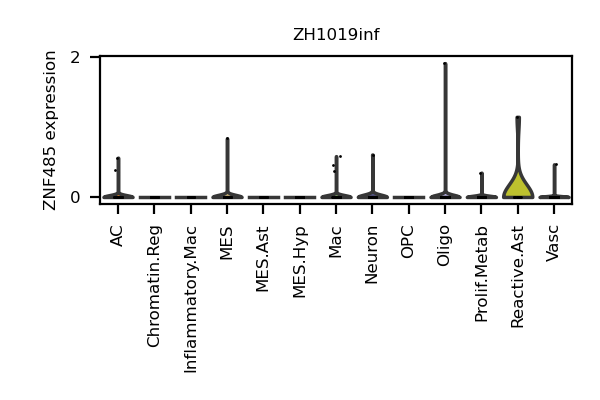 ZH1019inf
ZNF485 expression
2
0
AC
Chromatin.Reg
Inflammatory.Mac
MES
MES.Ast
MES.Hyp
Mac
Neuron
OPC
Oligo
Prolif.Metab
Reactive.Ast
Vasc